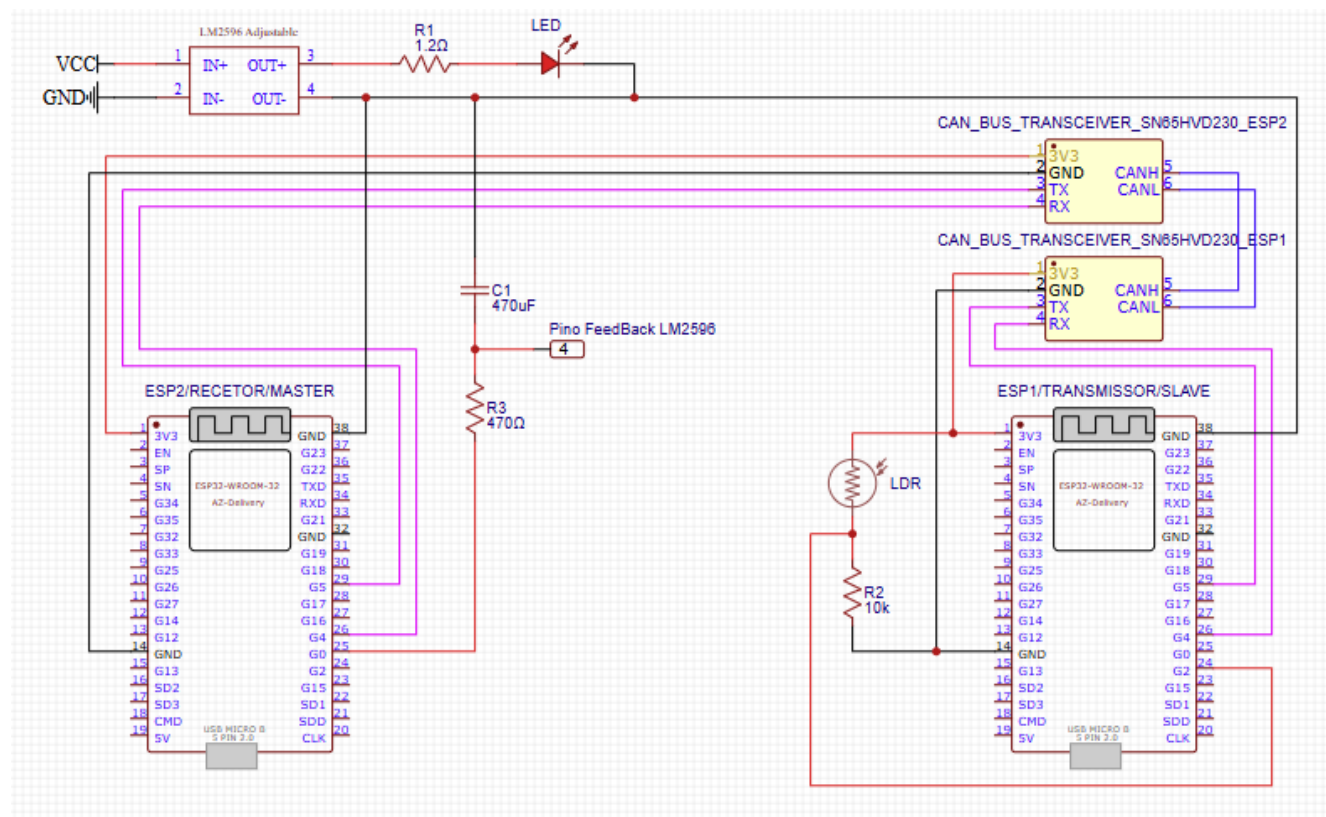 LM2596 Adjustable
VCC
GND
1 IN+ OUT+ 3
2 IN- OUT- 4
R1
1.2Ω
LED
CAN_BUS_TRANSCEIVER_SN65HVD230_ESP2
1 3V3
2 GND CANH 5
3 TX CANL 6
4 RX
CAN_BUS_TRANSCEIVER_SN65HVD230_ESP1
1 3V3
2 GND CANH 5
3 TX CANL 6
4 RX
C1
470uF
Pino FeedBack LM2596
4
R3
470Ω
ESP2/RECETOR/MASTER
ESP32-WROOM-32
AZ-Delivery
1 3V3 GND 38
2 EN G23 37
3 SP G22 36
4 SN TXD 35
5 G34 RXD 34
6 G35 G21 33
7 G32 GND 32
8 G33 G19 31
9 G25 G18 30
10 G26 G5 29
11 G27 G17 28
12 G14 G16 27
13 G12 G4 26
14 GND G0 25
15 G13 G2 24
16 SD2 G15 23
17 SD3 SD1 22
18 CMD SDD 21
19 5V CLK 20
USB MICRO B
5 PIN 2.0
LDR
R2
10k
ESP1/TRANSMISSOR/SLAVE
ESP32-WROOM-32
AZ-Delivery
1 3V3 GND 38
2 EN G23 37
3 SP G22 36
4 SN TXD 35
5 G34 RXD 34
6 G35 G21 33
7 G32 GND 32
8 G33 G19 31
9 G25 G18 30
10 G26 G5 29
11 G27 G17 28
12 G14 G16 27
13 G12 G4 26
14 GND G0 25
15 G13 G2 24
16 SD2 G15 23
17 SD3 SD1 22
18 CMD SDD 21
19 5V CLK 20
USB MICRO B
5 PIN 2.0